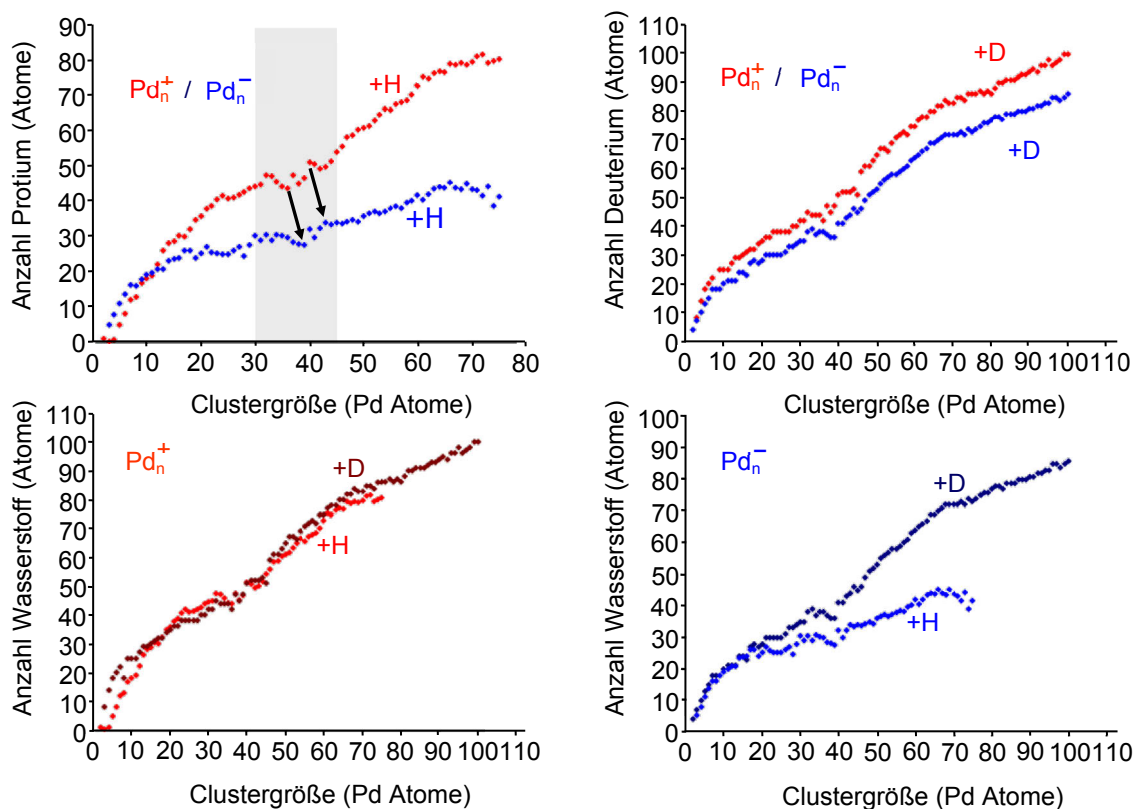 Anzahl Protium (Atome)
90
80
70
60
50
40
30
20
10
0
Pdn+ / Pdn−
+H
+H
0 10 20 30 40 50 60 70 80
Clustergröße (Pd Atome)
Anzahl Deuterium (Atome)
110
100
90
80
70
60
50
40
30
20
10
0
Pdn+ / Pdn−
+D
+D
0 10 20 30 40 50 60 70 80 90 100 110
Clustergröße (Pd Atome)
Anzahl Wasserstoff (Atome)
110
100
90
80
70
60
50
40
30
20
10
0
Pdn+
+D
+H
0 10 20 30 40 50 60 70 80 90 100 110
Clustergröße (Pd Atome)
Anzahl Wasserstoff (Atome)
100
90
80
70
60
50
40
30
20
10
0
Pdn−
+D
+H
0 10 20 30 40 50 60 70 80 90 100 110
Clustergröße (Pd Atome)